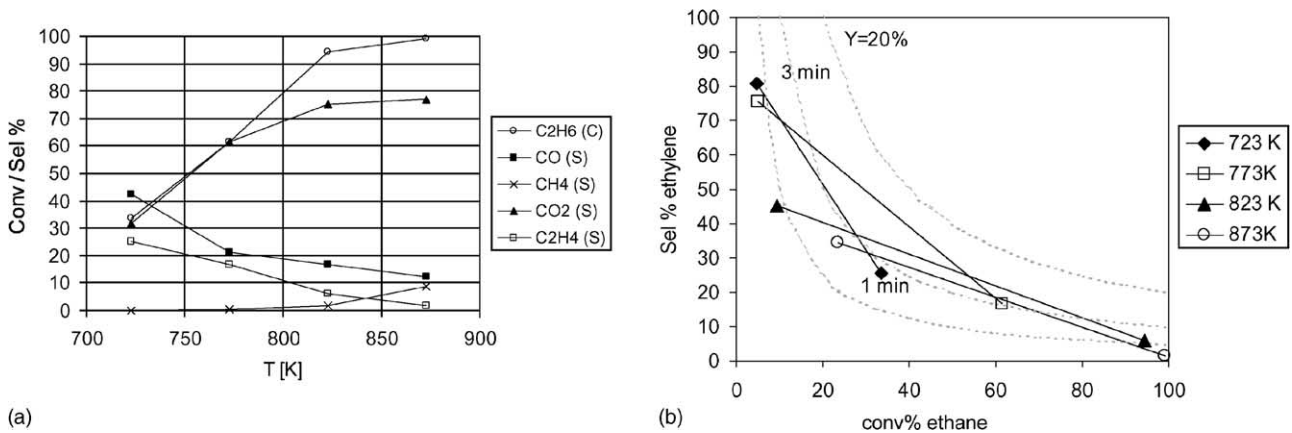 100
90
80
70
60
50
40
30
20
10
0
700 750 800 850 900
Conv / Sel %
T [K]
C2H6 (C)
CO (S)
CH4 (S)
CO2 (S)
C2H4 (S)
(a)
100
90
80
70
60
50
40
30
20
10
0
0 20 40 60 80 100
Sel % ethylene
conv% ethane
Y=20%
3 min
1 min
723 K
773K
823 K
873K
(b)